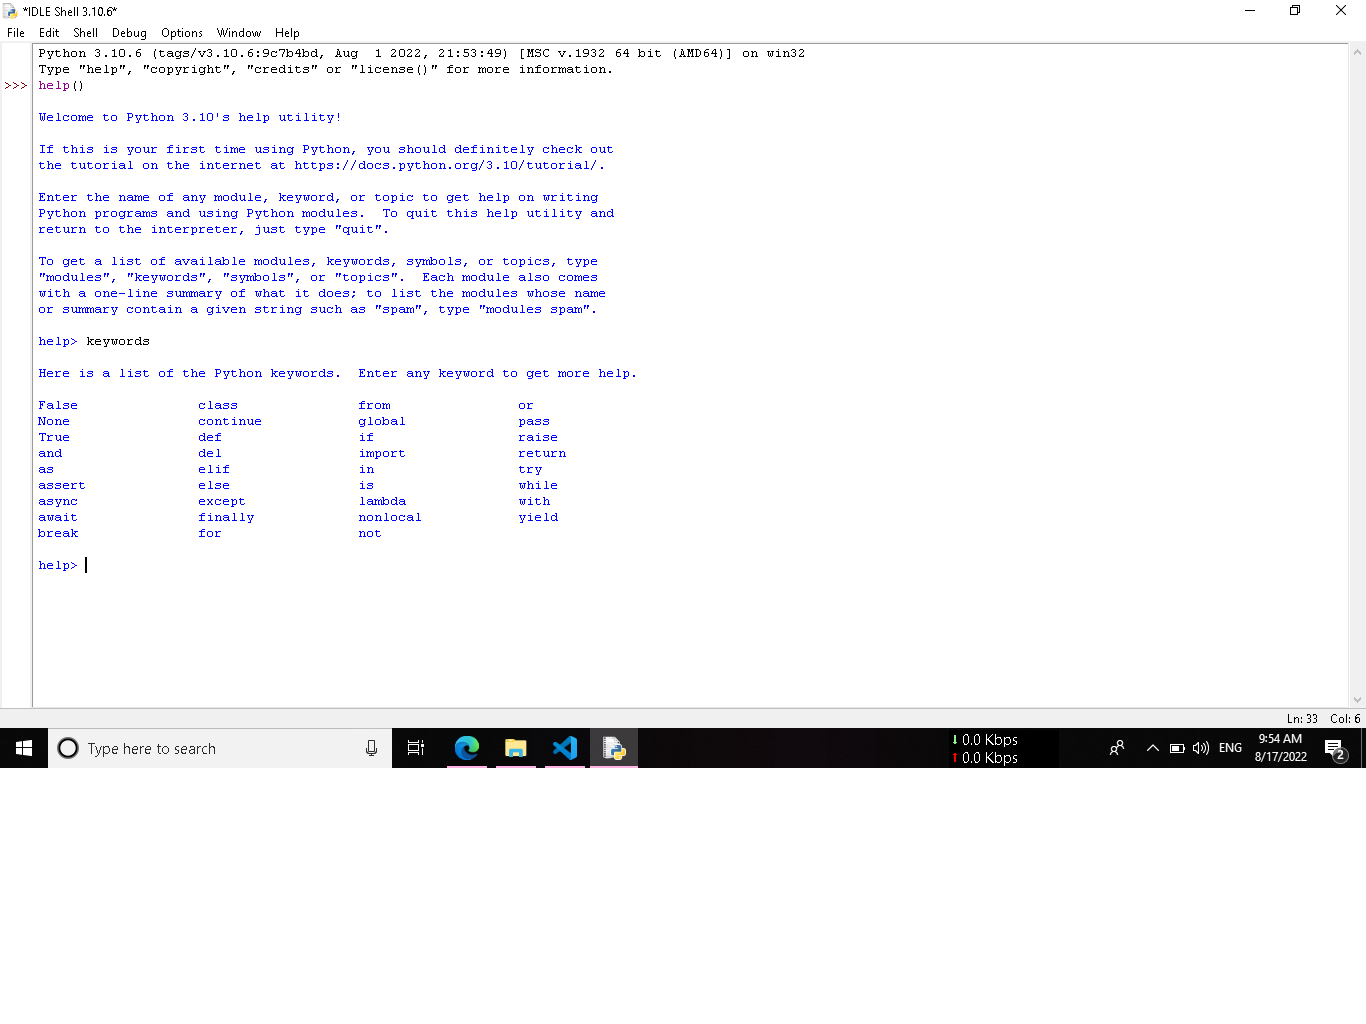 *IDLE Shell 3.10.6*
File Edit Shell Debug Options Window Help
Python 3.10.6 (tags/v3.10.6:9c7b4bd, Aug  1 2022, 21:53:49) [MSC v.1932 64 bit (AMD64)] on win32
Type "help", "copyright", "credits" or "license()" for more information.
>>> help()
Welcome to Python 3.10's help utility!
If this is your first time using Python, you should definitely check out
the tutorial on the internet at https://docs.python.org/3.10/tutorial/.
Enter the name of any module, keyword, or topic to get help on writing
Python programs and using Python modules.  To quit this help utility and
return to the interpreter, just type "quit".
To get a list of available modules, keywords, symbols, or topics, type
"modules", "keywords", "symbols", or "topics".  Each module also comes
with a one-line summary of what it does; to list the modules whose name
or summary contain a given string such as "spam", type "modules spam".
help> keywords
Here is a list of the Python keywords.  Enter any keyword to get more help.
False class from or
None continue global pass
True def if raise
and del import return
as elif in try
assert else is while
async except lambda with
await finally nonlocal yield
break for not
help>
Ln: 33 Col: 6
Type here to search
0.0 Kbps
0.0 Kbps
ENG
9:54 AM
8/17/2022
2